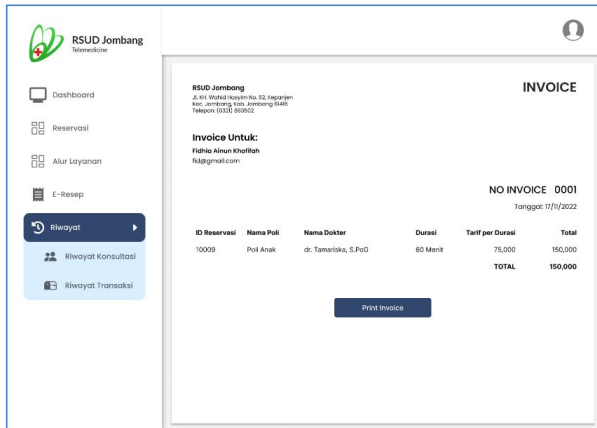 RSUD Jombang
Telemedicine
Dashboard
Reservasi
Alur Layanan
E-Resep
Riwayat
Riwayat Konsultasi
Riwayat Transaksi
RSUD Jombang
Jl. KH. Wahid Hasyim No. 52, Kepanjen
Kec. Jombang, Kab. Jombang 61416
Telepon: (0321) 863502
INVOICE
Invoice Untuk:
Fidhia Ainun Khofifah
fid@gmail.com
NO INVOICE 0001
Tanggal: 17/11/2022
ID Reservasi Nama Poli Nama Dokter Durasi Tarif per Durasi Total
10009 Poli Anak dr. Tamariska, S.PoG 60 Menit 75,000 150,000
TOTAL 150,000
Print Invoice